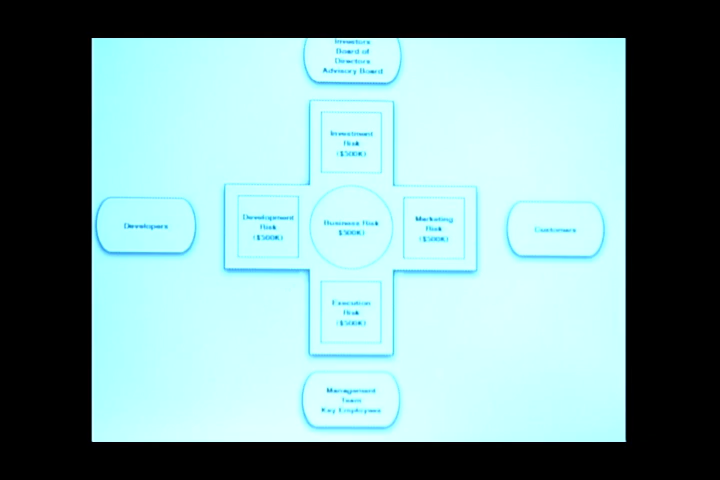 Investors
Board of
Directors
Advisory Board
Investment
Risk
($500K)
Developers
Development
Risk
($500K)
Business Risk
$500K)
Marketing
Risk
($500K)
Customers
Execution
Risk
($500K)
Management
Team
Key Employees